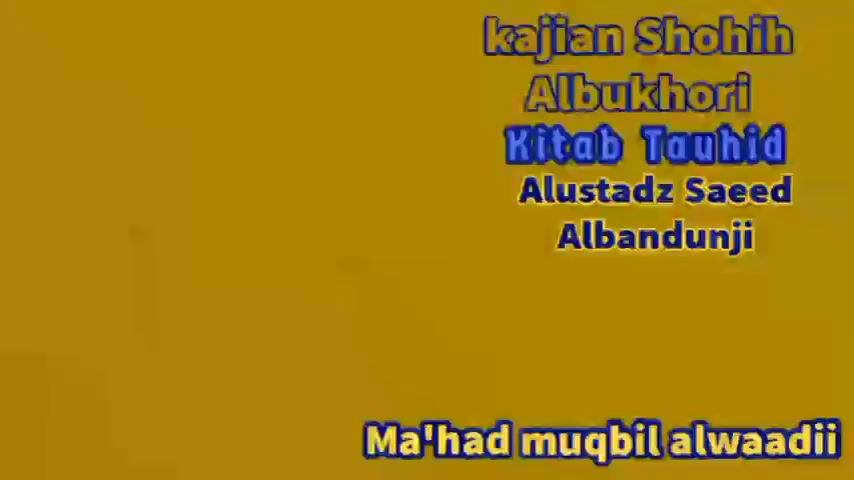 kajian Shohih
Albukhori
Kitab Tauhid
Alustadz Saeed
Albandunji
Ma'had muqbil alwaadii